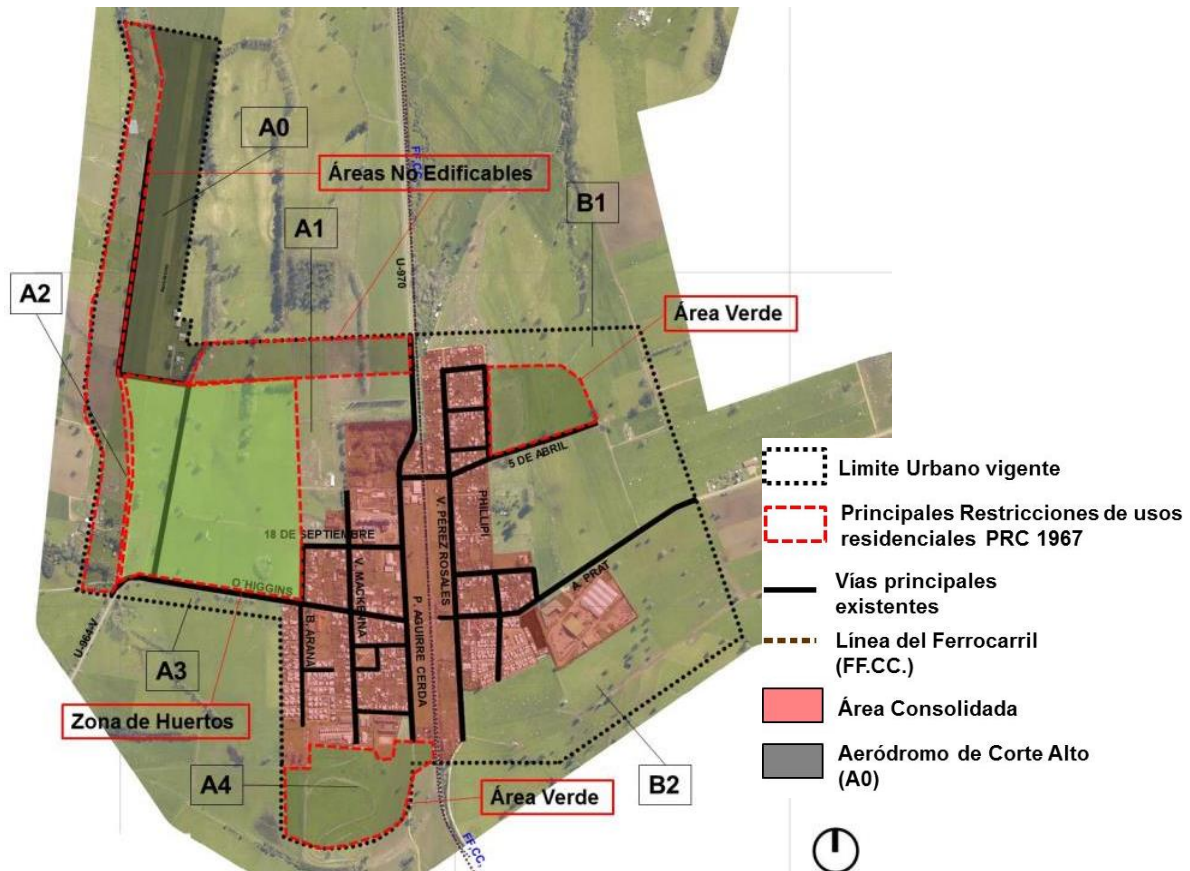 A0
Áreas No Edificables
FF.CC.
A1
B1
U-970
A2
Área Verde
5 DE ABRIL
PHILLIPI
18 DE SEPTIEMBRE
V. PÉREZ ROSALES
V. MACKENNA
O´HIGGINS
A. PRAT
B. ARANA
P. AGUIRRE CERDA
U-964-V
A3
Zona de Huertos
A4
Área Verde
B2
FF.CC.
Limite Urbano vigente
Principales Restricciones de usos
residenciales PRC 1967
Vías principales
existentes
Línea del Ferrocarril
(FF.CC.)
Área Consolidada
Aeródromo de Corte Alto
(A0)